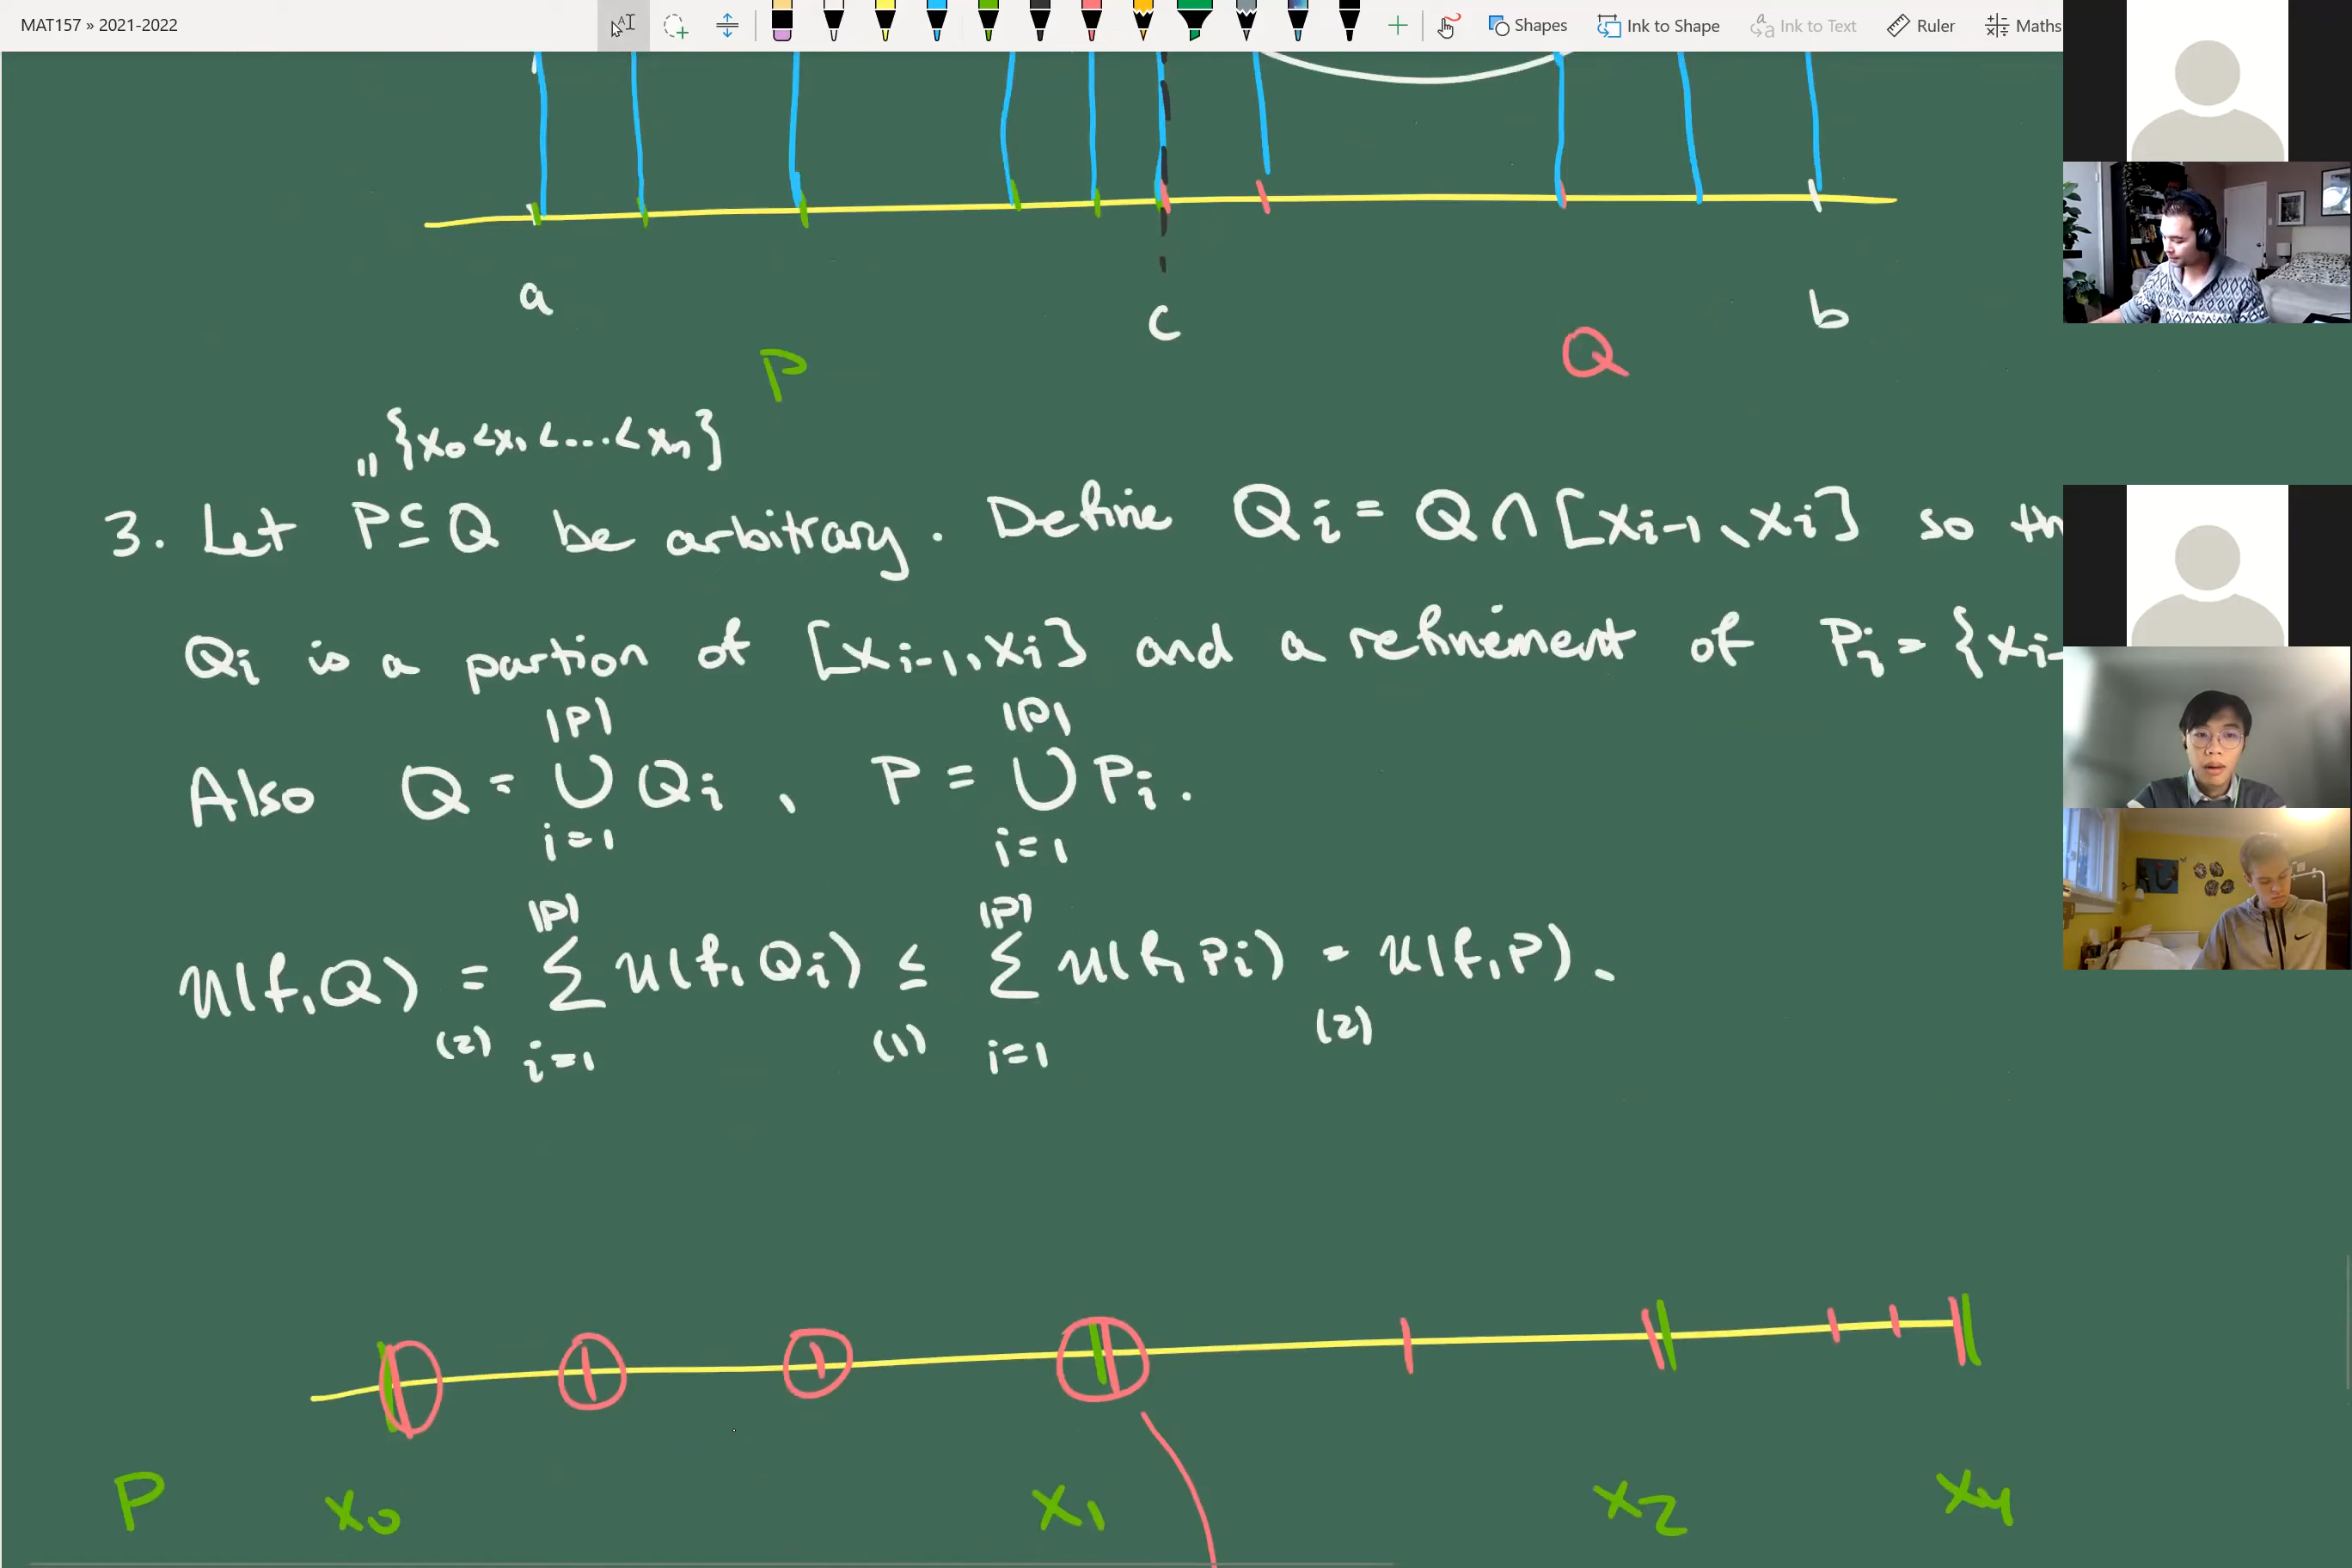 MAT157 » 2021-2022
Shapes Ink to Shape Ink to Text Ruler Maths
a c b
P Q
" {x₀<x₁<....<xₙ}
3. Let P⊆Q be arbitrary. Define Qi = Q∩[xi-1, xi] so th
Qi is a partion of [xi-1, xi] and a refinement of Pi = {xi-
Also Q = ⋃_{i=1}^{|P|} Qi , P = ⋃_{i=1}^{|P|} Pi.
U(f,Q) =_{(2)} ∑_{i=1}^{|P|} U(f,Qi) ≤_{(1)} ∑_{i=1}^{|P|} U(f,Pi) =_{(2)} U(f,P).
P x₀ x₁ x₂ x₄